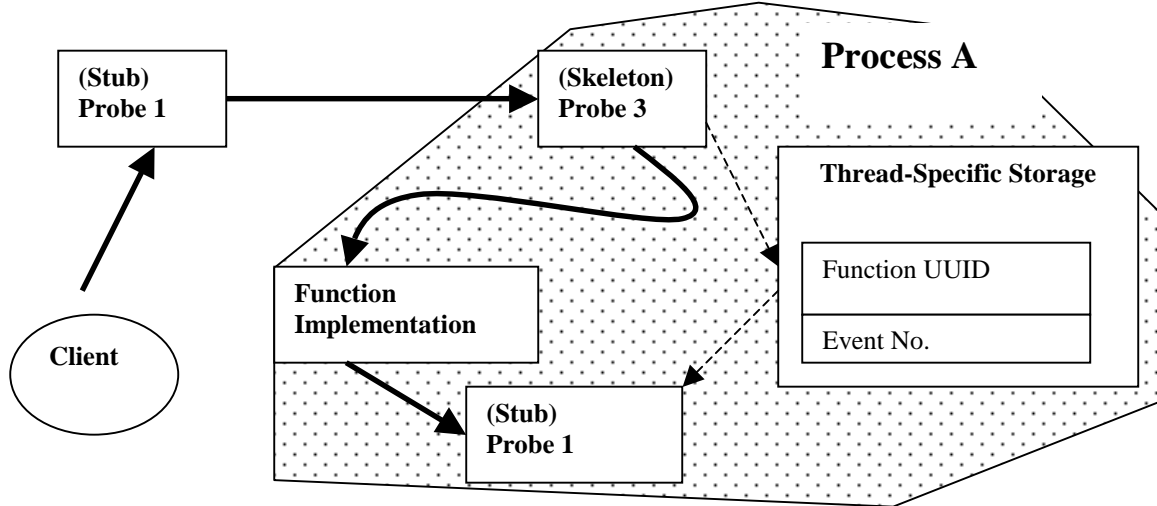 (Stub)
Probe 1
(Skeleton)
Probe 3
Process A
Thread-Specific Storage
Function UUID
Event No.
Function
Implementation
Client
(Stub)
Probe 1